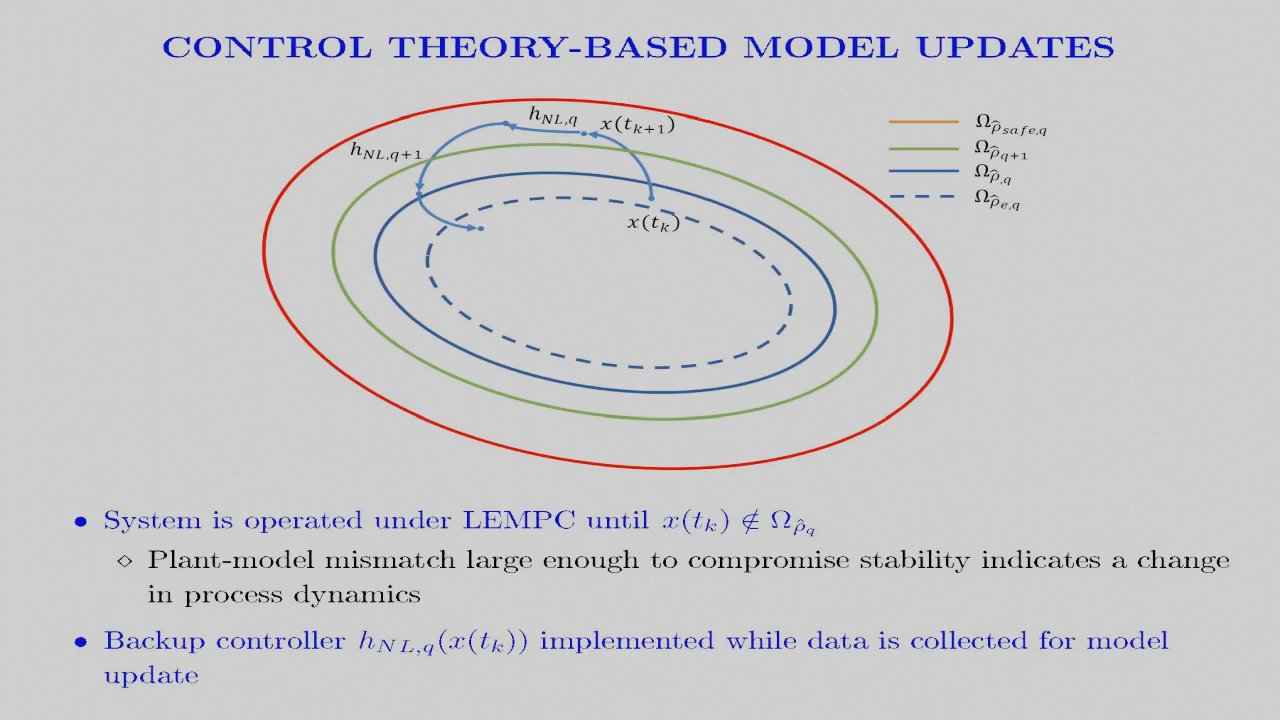 CONTROL THEORY-BASED MODEL UPDATES
h_{NL,q}
x(t_{k+1})
h_{NL,q+1}
x(t_k)
Ω_{ρ̂_{safe,q}}
Ω_{ρ̂_{q+1}}
Ω_{ρ̂,q}
Ω_{ρ̂_{e,q}}
• System is operated under LEMPC until x(t_k) ∉ Ω_{ρ̂_q}
⋄ Plant-model mismatch large enough to compromise stability indicates a change
in process dynamics
• Backup controller h_{NL,q}(x(t_k)) implemented while data is collected for model
update